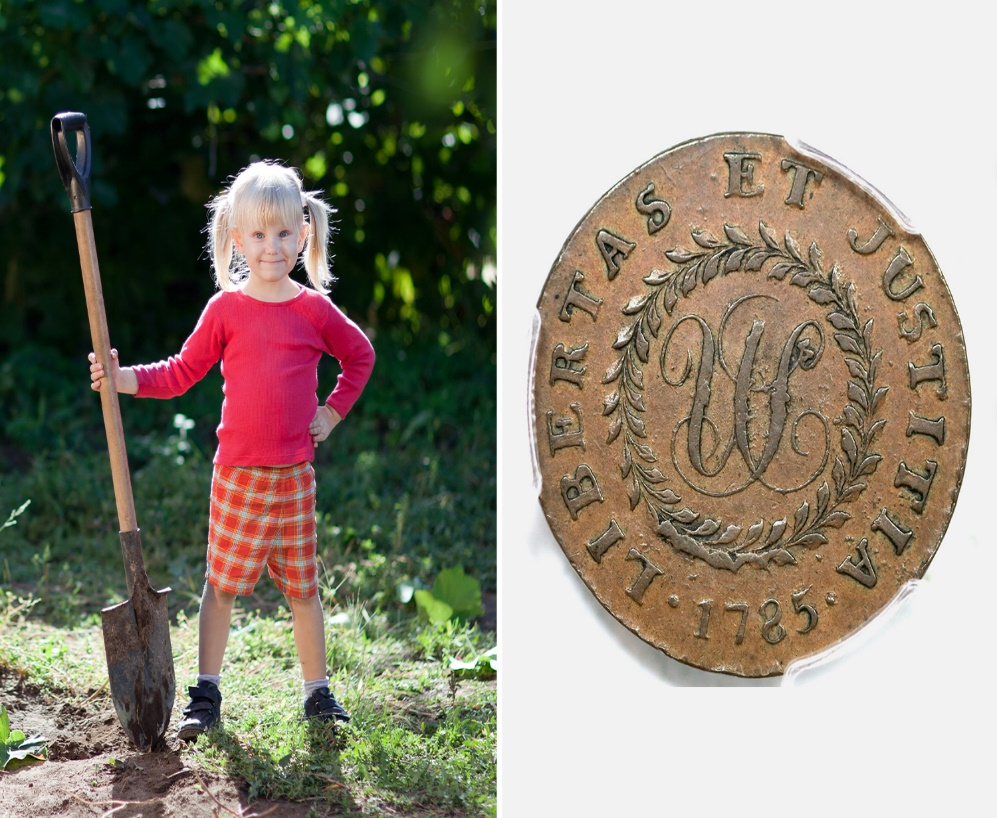 LIBERTAS ET JUSTITIA
· 1785 ·